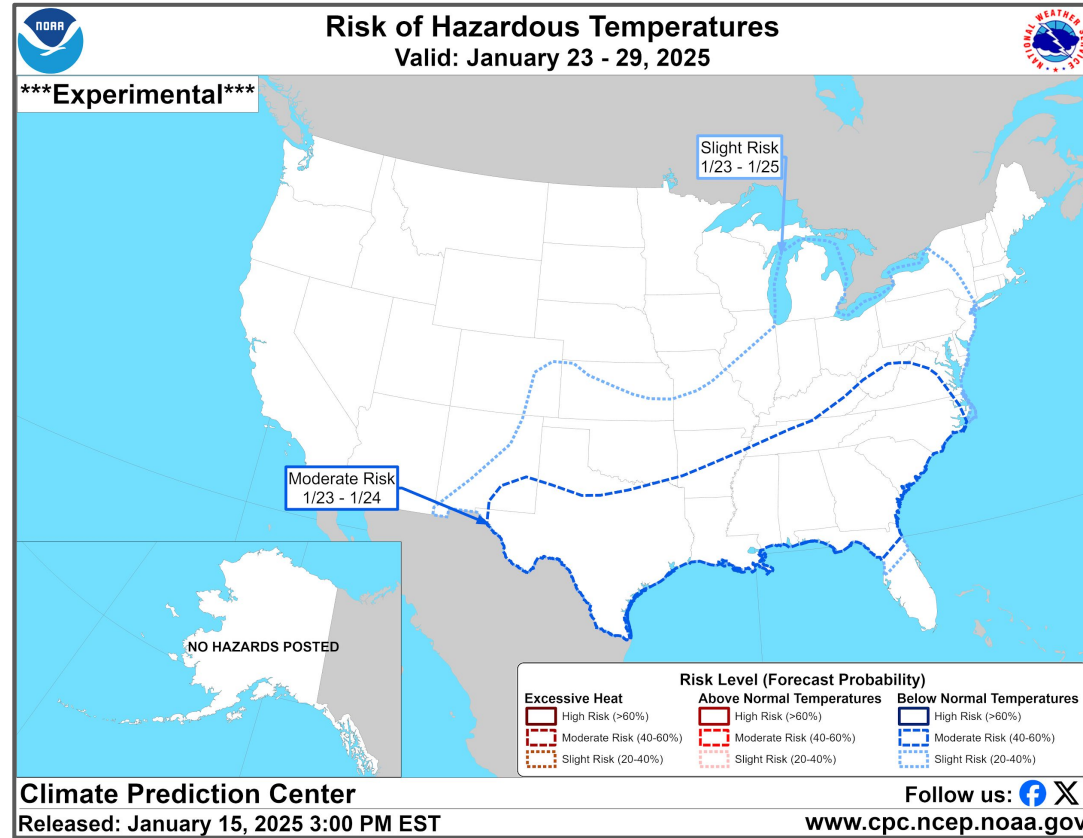 NOAA
Risk of Hazardous Temperatures
Valid: January 23 - 29, 2025
NATIONAL WEATHER SERVICE
***Experimental***
Slight Risk
1/23 - 1/25
Moderate Risk
1/23 - 1/24
NO HAZARDS POSTED
Risk Level (Forecast Probability)
Excessive Heat
High Risk (>60%)
Moderate Risk (40-60%)
Slight Risk (20-40%)
Above Normal Temperatures
High Risk (>60%)
Moderate Risk (40-60%)
Slight Risk (20-40%)
Below Normal Temperatures
High Risk (>60%)
Moderate Risk (40-60%)
Slight Risk (20-40%)
Climate Prediction Center
Follow us:
Released: January 15, 2025 3:00 PM EST
www.cpc.ncep.noaa.gov